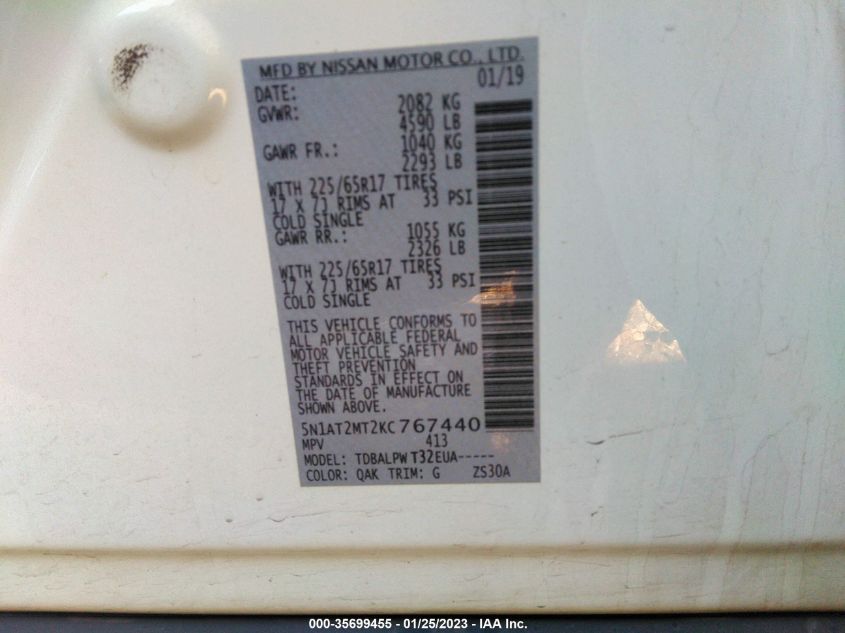 MFD BY NISSAN MOTOR CO., LTD.
DATE: 01/19
GVWR: 2082 KG
4590 LB
GAWR FR.: 1040 KG
2293 LB
WITH 225/65R17 TIRES
17 X 7J RIMS AT 33 PSI
COLD SINGLE
GAWR RR.: 1055 KG
2326 LB
WITH 225/65R17 TIRES
17 X 7J RIMS AT 33 PSI
COLD SINGLE
THIS VEHICLE CONFORMS TO
ALL APPLICABLE FEDERAL
MOTOR VEHICLE SAFETY AND
THEFT PREVENTION
STANDARDS IN EFFECT ON
THE DATE OF MANUFACTURE
SHOWN ABOVE.
5N1AT2MT2KC767440
MPV 413
MODEL: TDBALPWT32EUA-----
COLOR: QAK TRIM: G ZS30A
000-35699455 - 01/25/2023 - IAA Inc.